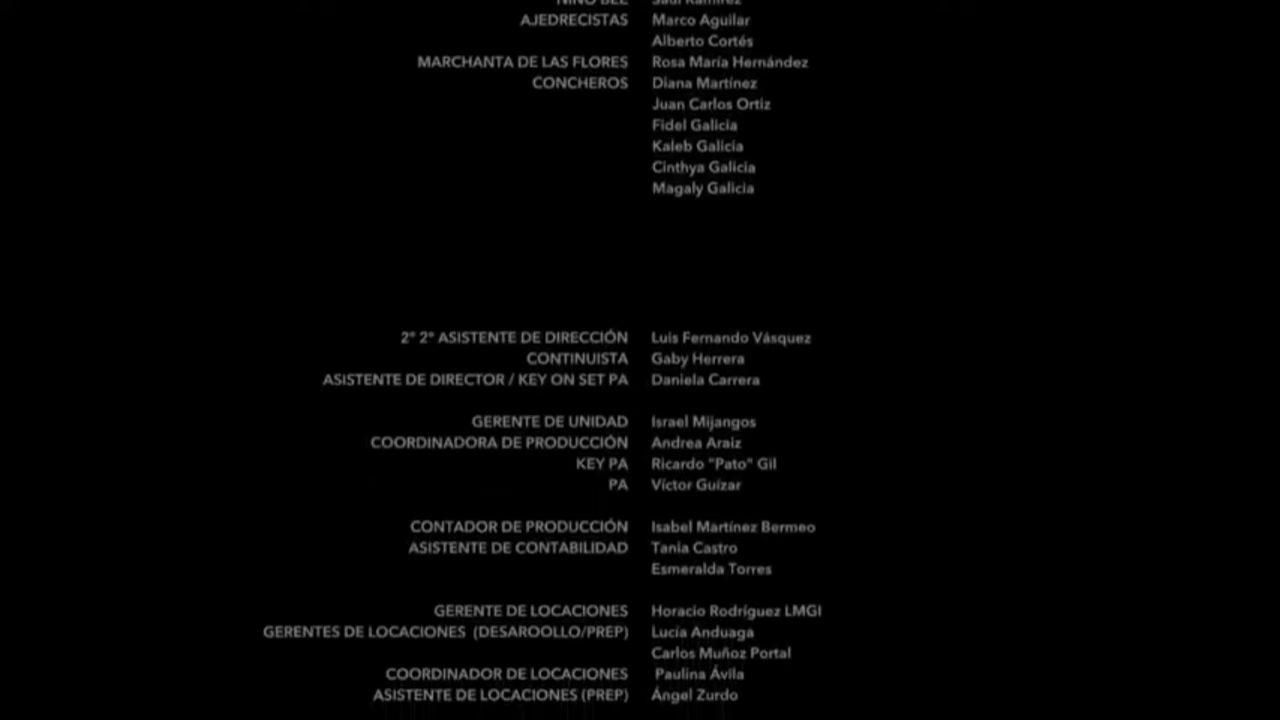 NIÑO BEE Saúl Ramírez
AJEDRECISTAS Marco Aguilar
Alberto Cortés
MARCHANTA DE LAS FLORES Rosa María Hernández
CONCHEROS Diana Martínez
Juan Carlos Ortiz
Fidel Galicia
Kaleb Galicia
Cinthya Galicia
Magaly Galicia
2° 2° ASISTENTE DE DIRECCIÓN Luis Fernando Vásquez
CONTINUISTA Gaby Herrera
ASISTENTE DE DIRECTOR / KEY ON SET PA Daniela Carrera
GERENTE DE UNIDAD Israel Mijangos
COORDINADORA DE PRODUCCIÓN Andrea Araiz
KEY PA Ricardo "Pato" Gil
PA Víctor Guízar
CONTADOR DE PRODUCCIÓN Isabel Martínez Bermeo
ASISTENTE DE CONTABILIDAD Tania Castro
Esmeralda Torres
GERENTE DE LOCACIONES Horacio Rodríguez LMGI
GERENTES DE LOCACIONES (DESAROOLLO/PREP) Lucía Anduaga
Carlos Muñoz Portal
COORDINADOR DE LOCACIONES Paulina Ávila
ASISTENTE DE LOCACIONES (PREP) Ángel Zurdo